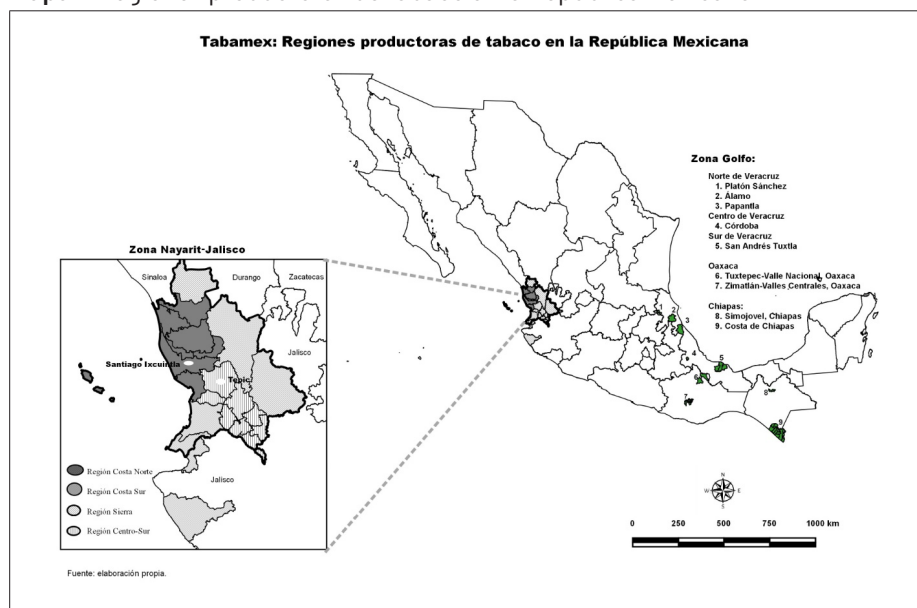 Tabamex: Regiones productoras de tabaco en la República Mexicana
Zona Golfo:
Norte de Veracruz
1. Platón Sánchez
2. Álamo
3. Papantla
Centro de Veracruz
4. Córdoba
Sur de Veracruz
5. San Andrés Tuxtla
Oaxaca
6. Tuxtepec-Valle Nacional, Oaxaca
7. Zimatlán-Valles Centrales, Oaxaca
Chiapas:
8. Simojovel, Chiapas
9. Costa de Chiapas
Zona Nayarit-Jalisco
Sinaloa
Durango
Zacatecas
Jalisco
Santiago Ixcuintla
Tepic
Jalisco
Región Costa Norte
Región Costa Sur
Región Sierra
Región Centro-Sur
1
2
3
4
5
6
7
8
9
N
W E
S
0 250 500 750 1000 km
Fuente: elaboración propia.